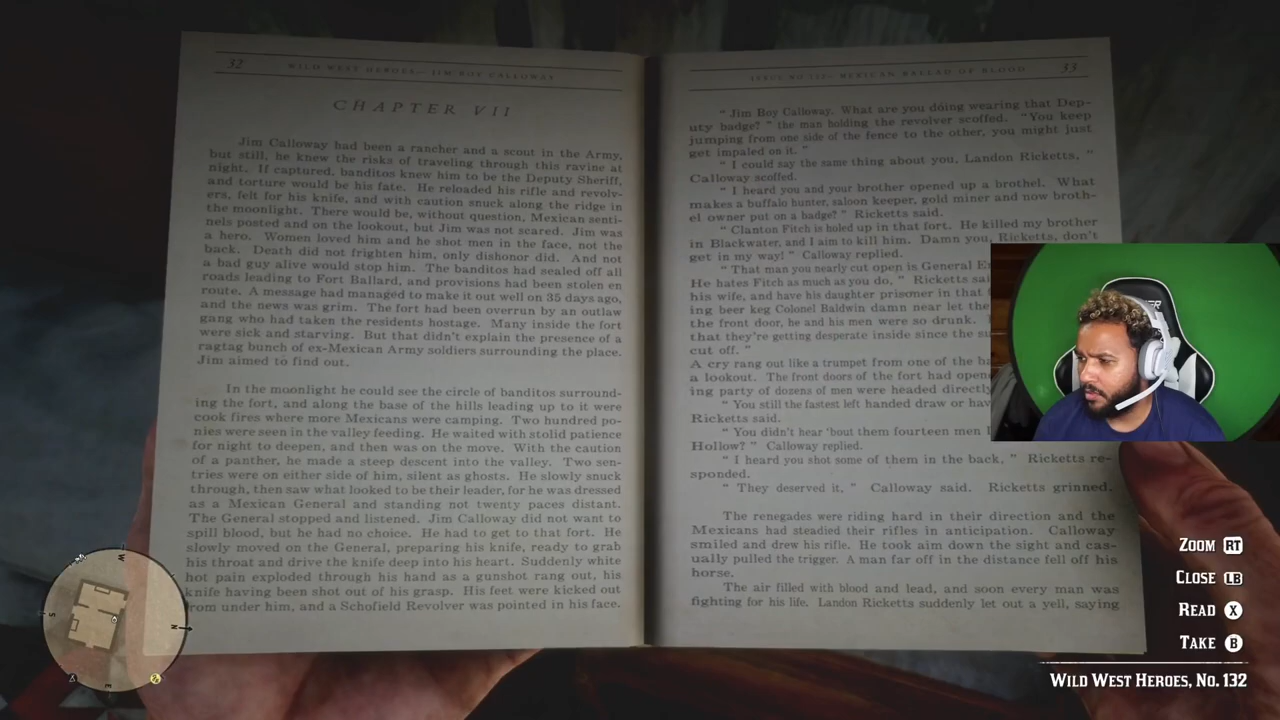 32 WILD WEST HEROES— JIM "BOY" CALLOWAY
CHAPTER VII
Jim Calloway had been a rancher and a scout in the Army,
but still, he knew the risks of traveling through this ravine at
night. If captured, banditos knew him to be the Deputy Sheriff,
and torture would be his fate. He reloaded his rifle and revolv-
ers, felt for his knife, and with caution snuck along the ridge in
the moonlight. There would be, without question, Mexican senti-
nels posted and on the lookout, but Jim was not scared. Jim was
a hero. Women loved him and he shot men in the face, not the
back. Death did not frighten him, only dishonor did. And not
a bad guy alive would stop him. The banditos had sealed off all
roads leading to Fort Ballard, and provisions had been stolen en
route. A message had managed to make it out well on 35 days ago,
and the news was grim. The fort had been overrun by an outlaw
gang who had taken the residents hostage. Many inside the fort
were sick and starving. But that didn't explain the presence of a
ragtag bunch of ex-Mexican Army soldiers surrounding the place.
Jim aimed to find out.
In the moonlight he could see the circle of banditos surround-
ing the fort, and along the base of the hills leading up to it were
cook fires where more Mexicans were camping. Two hundred po-
nies were seen in the valley feeding. He waited with stolid patience
for night to deepen, and then was on the move. With the caution
of a panther, he made a steep descent into the valley. Two sen-
tries were on either side of him, silent as ghosts. He slowly snuck
through, then saw what looked to be their leader, for he was dressed
as a Mexican General and standing not twenty paces distant.
The General stopped and listened. Jim Calloway did not want to
spill blood, but he had no choice. He had to get to that fort. He
slowly moved on the General, preparing his knife, ready to grab
his throat and drive the knife deep into his heart. Suddenly white
hot pain exploded through his hand as a gunshot rang out, his
knife having been shot out of his grasp. His feet were kicked out
from under him, and a Schofield Revolver was pointed in his face.
ISSUE NO 132— MEXICAN BALLAD OF BLOOD 33
" Jim Boy Calloway. What are you doing wearing that Dep-
uty badge? " the man holding the revolver scoffed. "You keep
jumping from one side of the fence to the other, you might just
get impaled on it. "
" I could say the same thing about you, Landon Ricketts, "
Calloway scoffed.
" I heard you and your brother opened up a brothel. What
makes a buffalo hunter, saloon keeper, gold miner and now broth-
el owner put on a badge? " Ricketts said.
" Clanton Fitch is holed up in that fort. He killed my brother
in Blackwater, and I aim to kill him. Damn you, Ricketts, don't
get in my way! " Calloway replied.
" That man you nearly cut open is General
He hates Fitch as much as you do, " Ricketts
his wife, and have his daughter prisoner in that
ing beer keg Colonel Baldwin damn near let the
the front door, he and his men were so drunk.
that they're getting desperate inside since the
cut off. "
A cry rang out like a trumpet from one of the
a lookout. The front doors of the fort had
ing party of dozens of men were headed directly
" You still the fastest left handed draw or
Ricketts said.
" You didn't hear 'bout them fourteen men
Hollow? " Calloway replied.
" I heard you shot some of them in the back, " Ricketts re-
sponded.
" They deserved it, " Calloway said. Ricketts grinned.
The renegades were riding hard in their direction and the
Mexicans had steadied their rifles in anticipation. Calloway
smiled and drew his rifle. He took aim down the sight and cas-
ually pulled the trigger. A man far off in the distance fell off his
horse.
The air filled with blood and lead, and soon every man was
fighting for his life. Landon Ricketts suddenly let out a yell, saying
ZOOM RT
CLOSE LB
READ X
TAKE B
WILD WEST HEROES, NO. 132